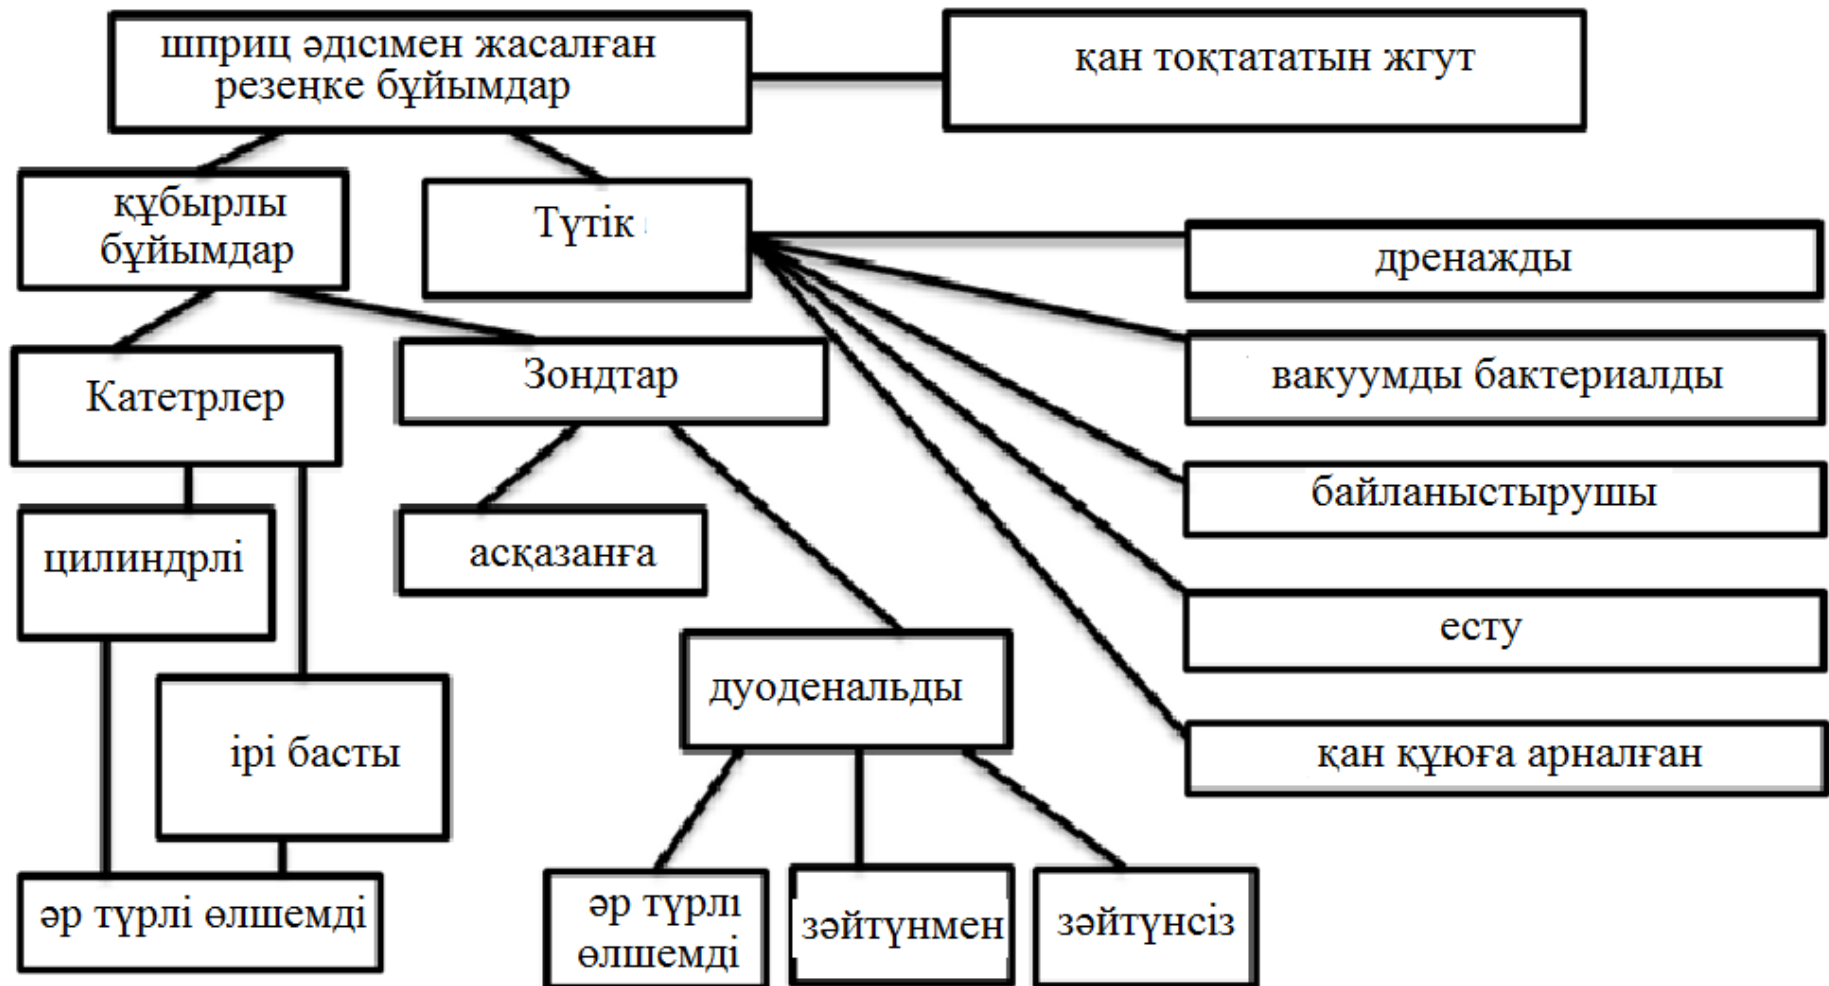 шприц әдісімен жасалған
резеңке бұйымдар
қан тоқтататын жгут
құбырлы
бұйымдар
Түтік
дренажды
вакуумды бактериалды
байланыстырушы
есту
қан құюға арналған
Катетрлер
Зондтар
цилиндрлі
асқазанға
ірі басты
дуоденальды
әр түрлі өлшемді
әр түрлі
өлшемді
зәйтүнмен
зәйтүнсіз